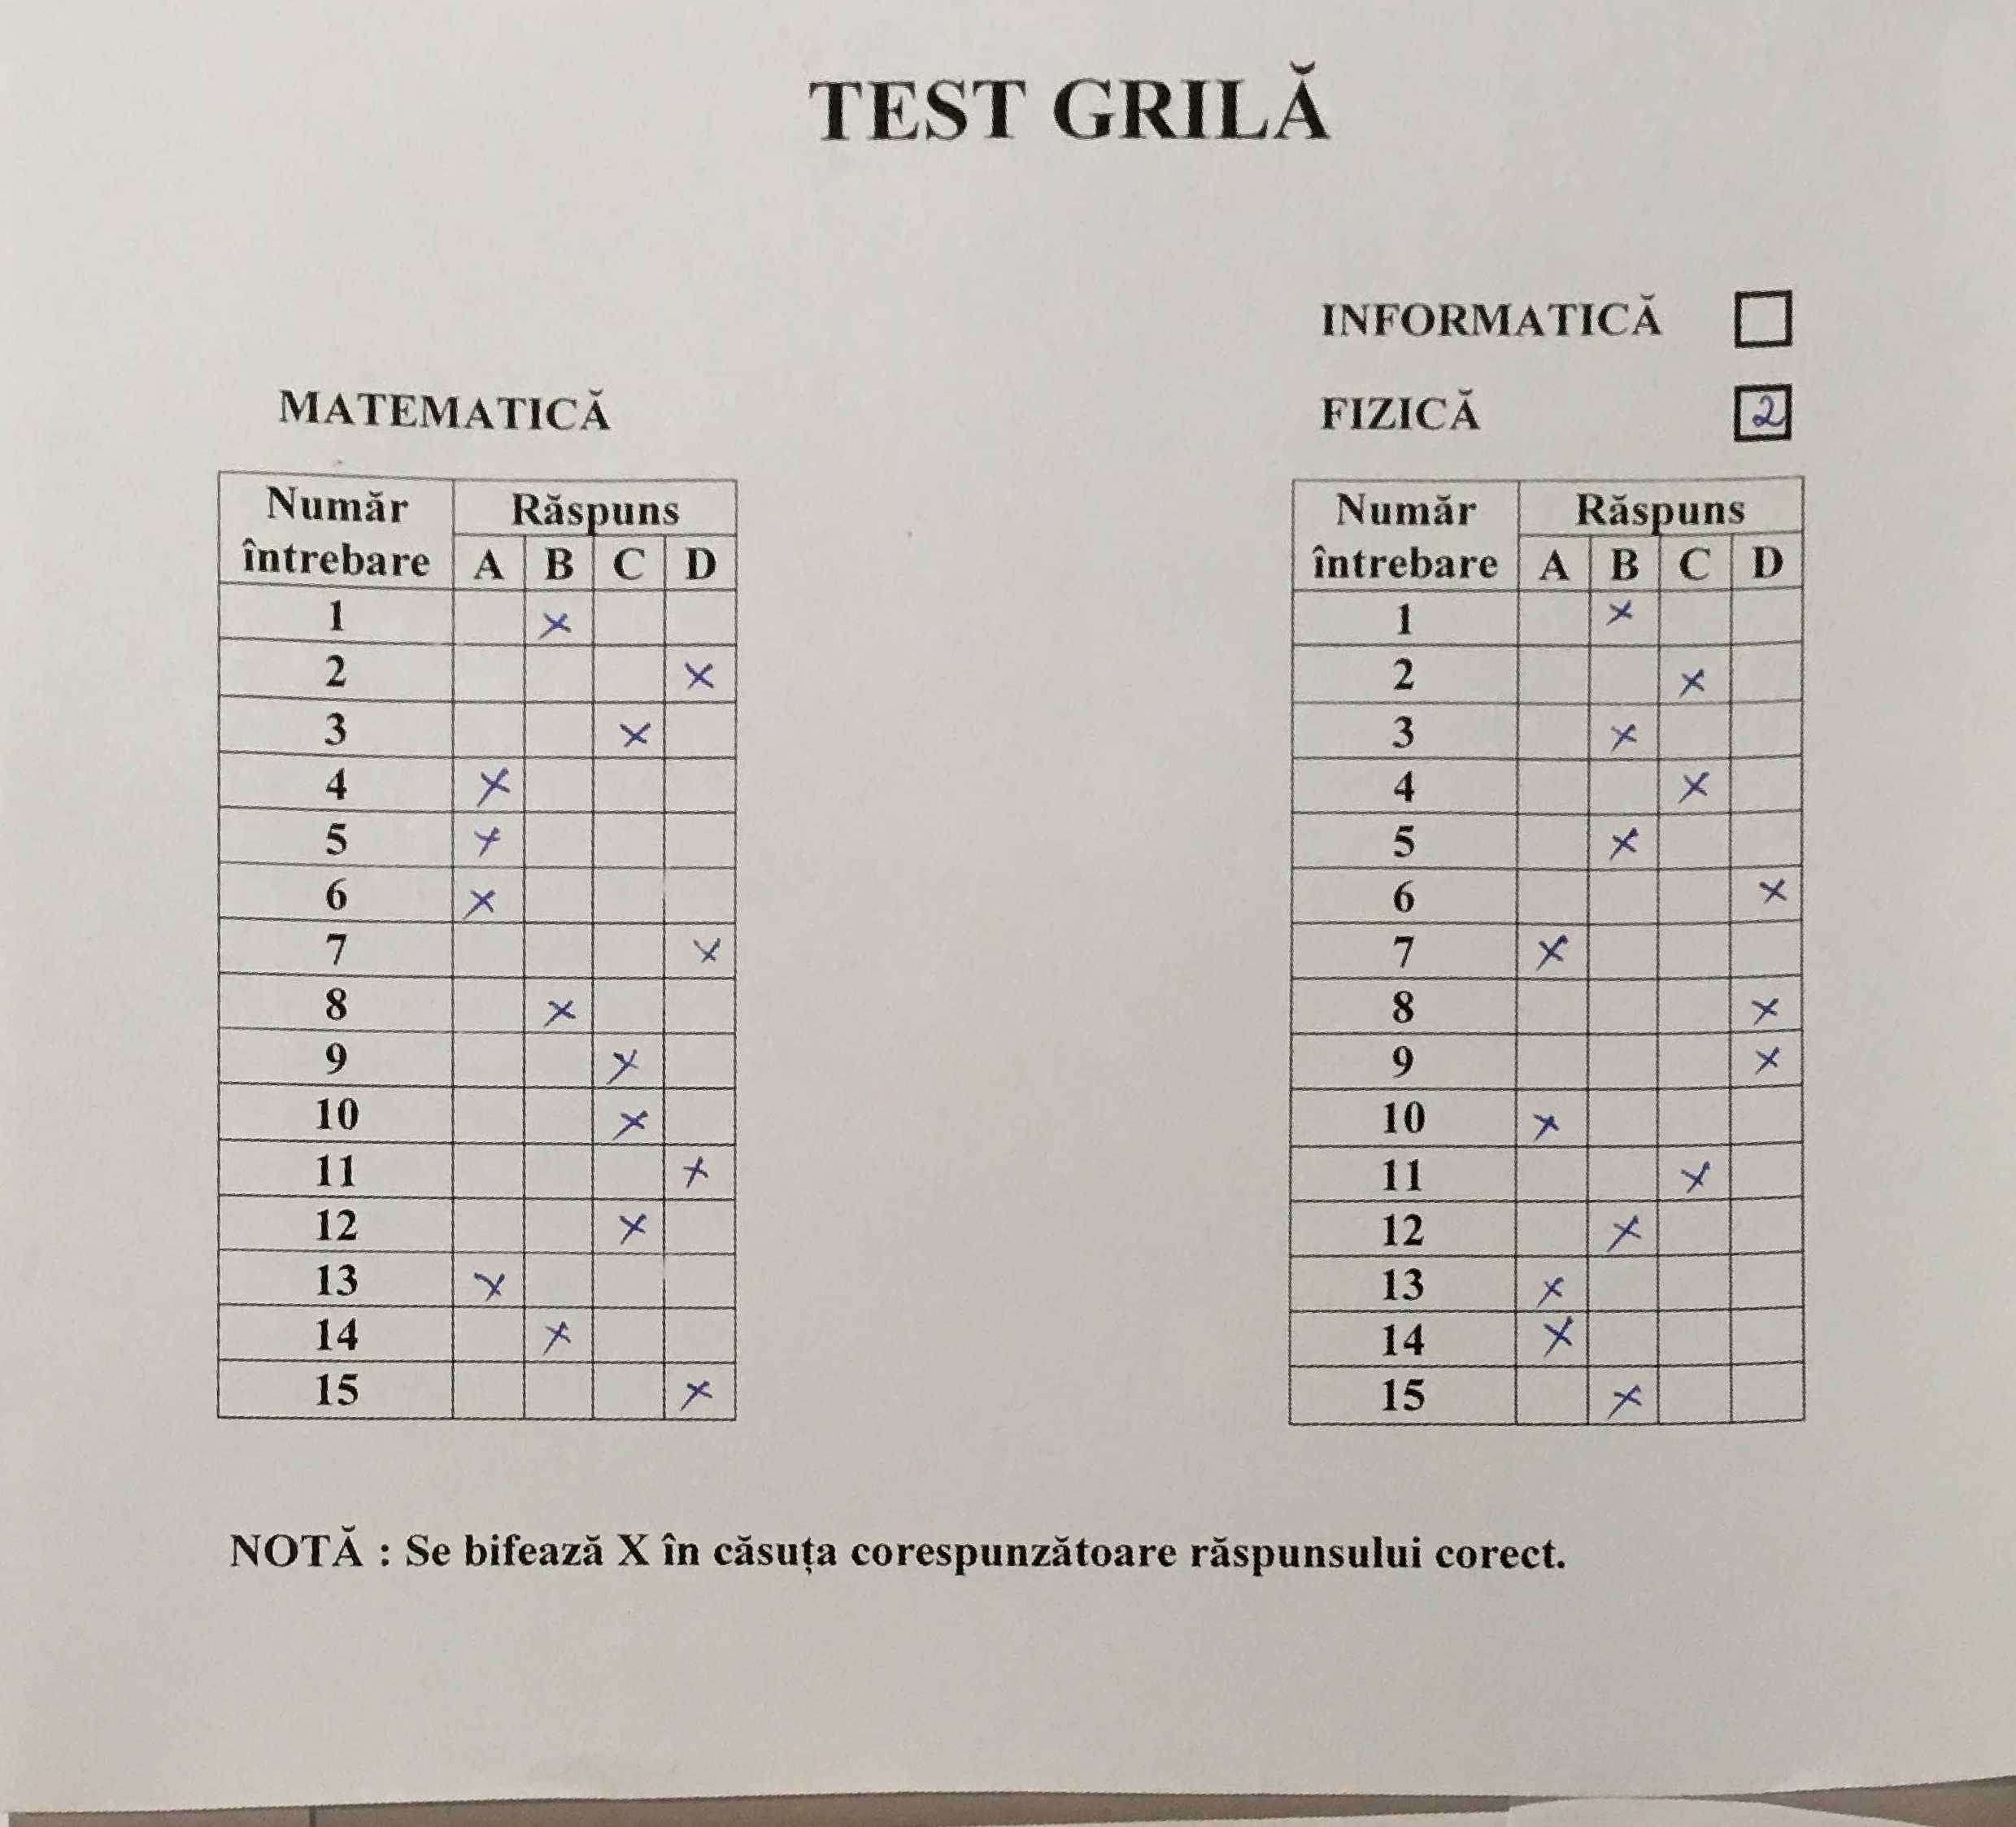 TEST GRILĂ
INFORMATICĂ
MATEMATICĂ
FIZICĂ 2
Număr întrebare Răspuns
A B C D
1 X
2 X
3 X
4 X
5 X
6 X
7 X
8 X
9 X
10 X
11 X
12 X
13 X
14 X
15 X
Număr întrebare Răspuns
A B C D
1 X
2 X
3 X
4 X
5 X
6 X
7 X
8 X
9 X
10 X
11 X
12 X
13 X
14 X
15 X
NOTĂ : Se bifează X în căsuța corespunzătoare răspunsului corect.